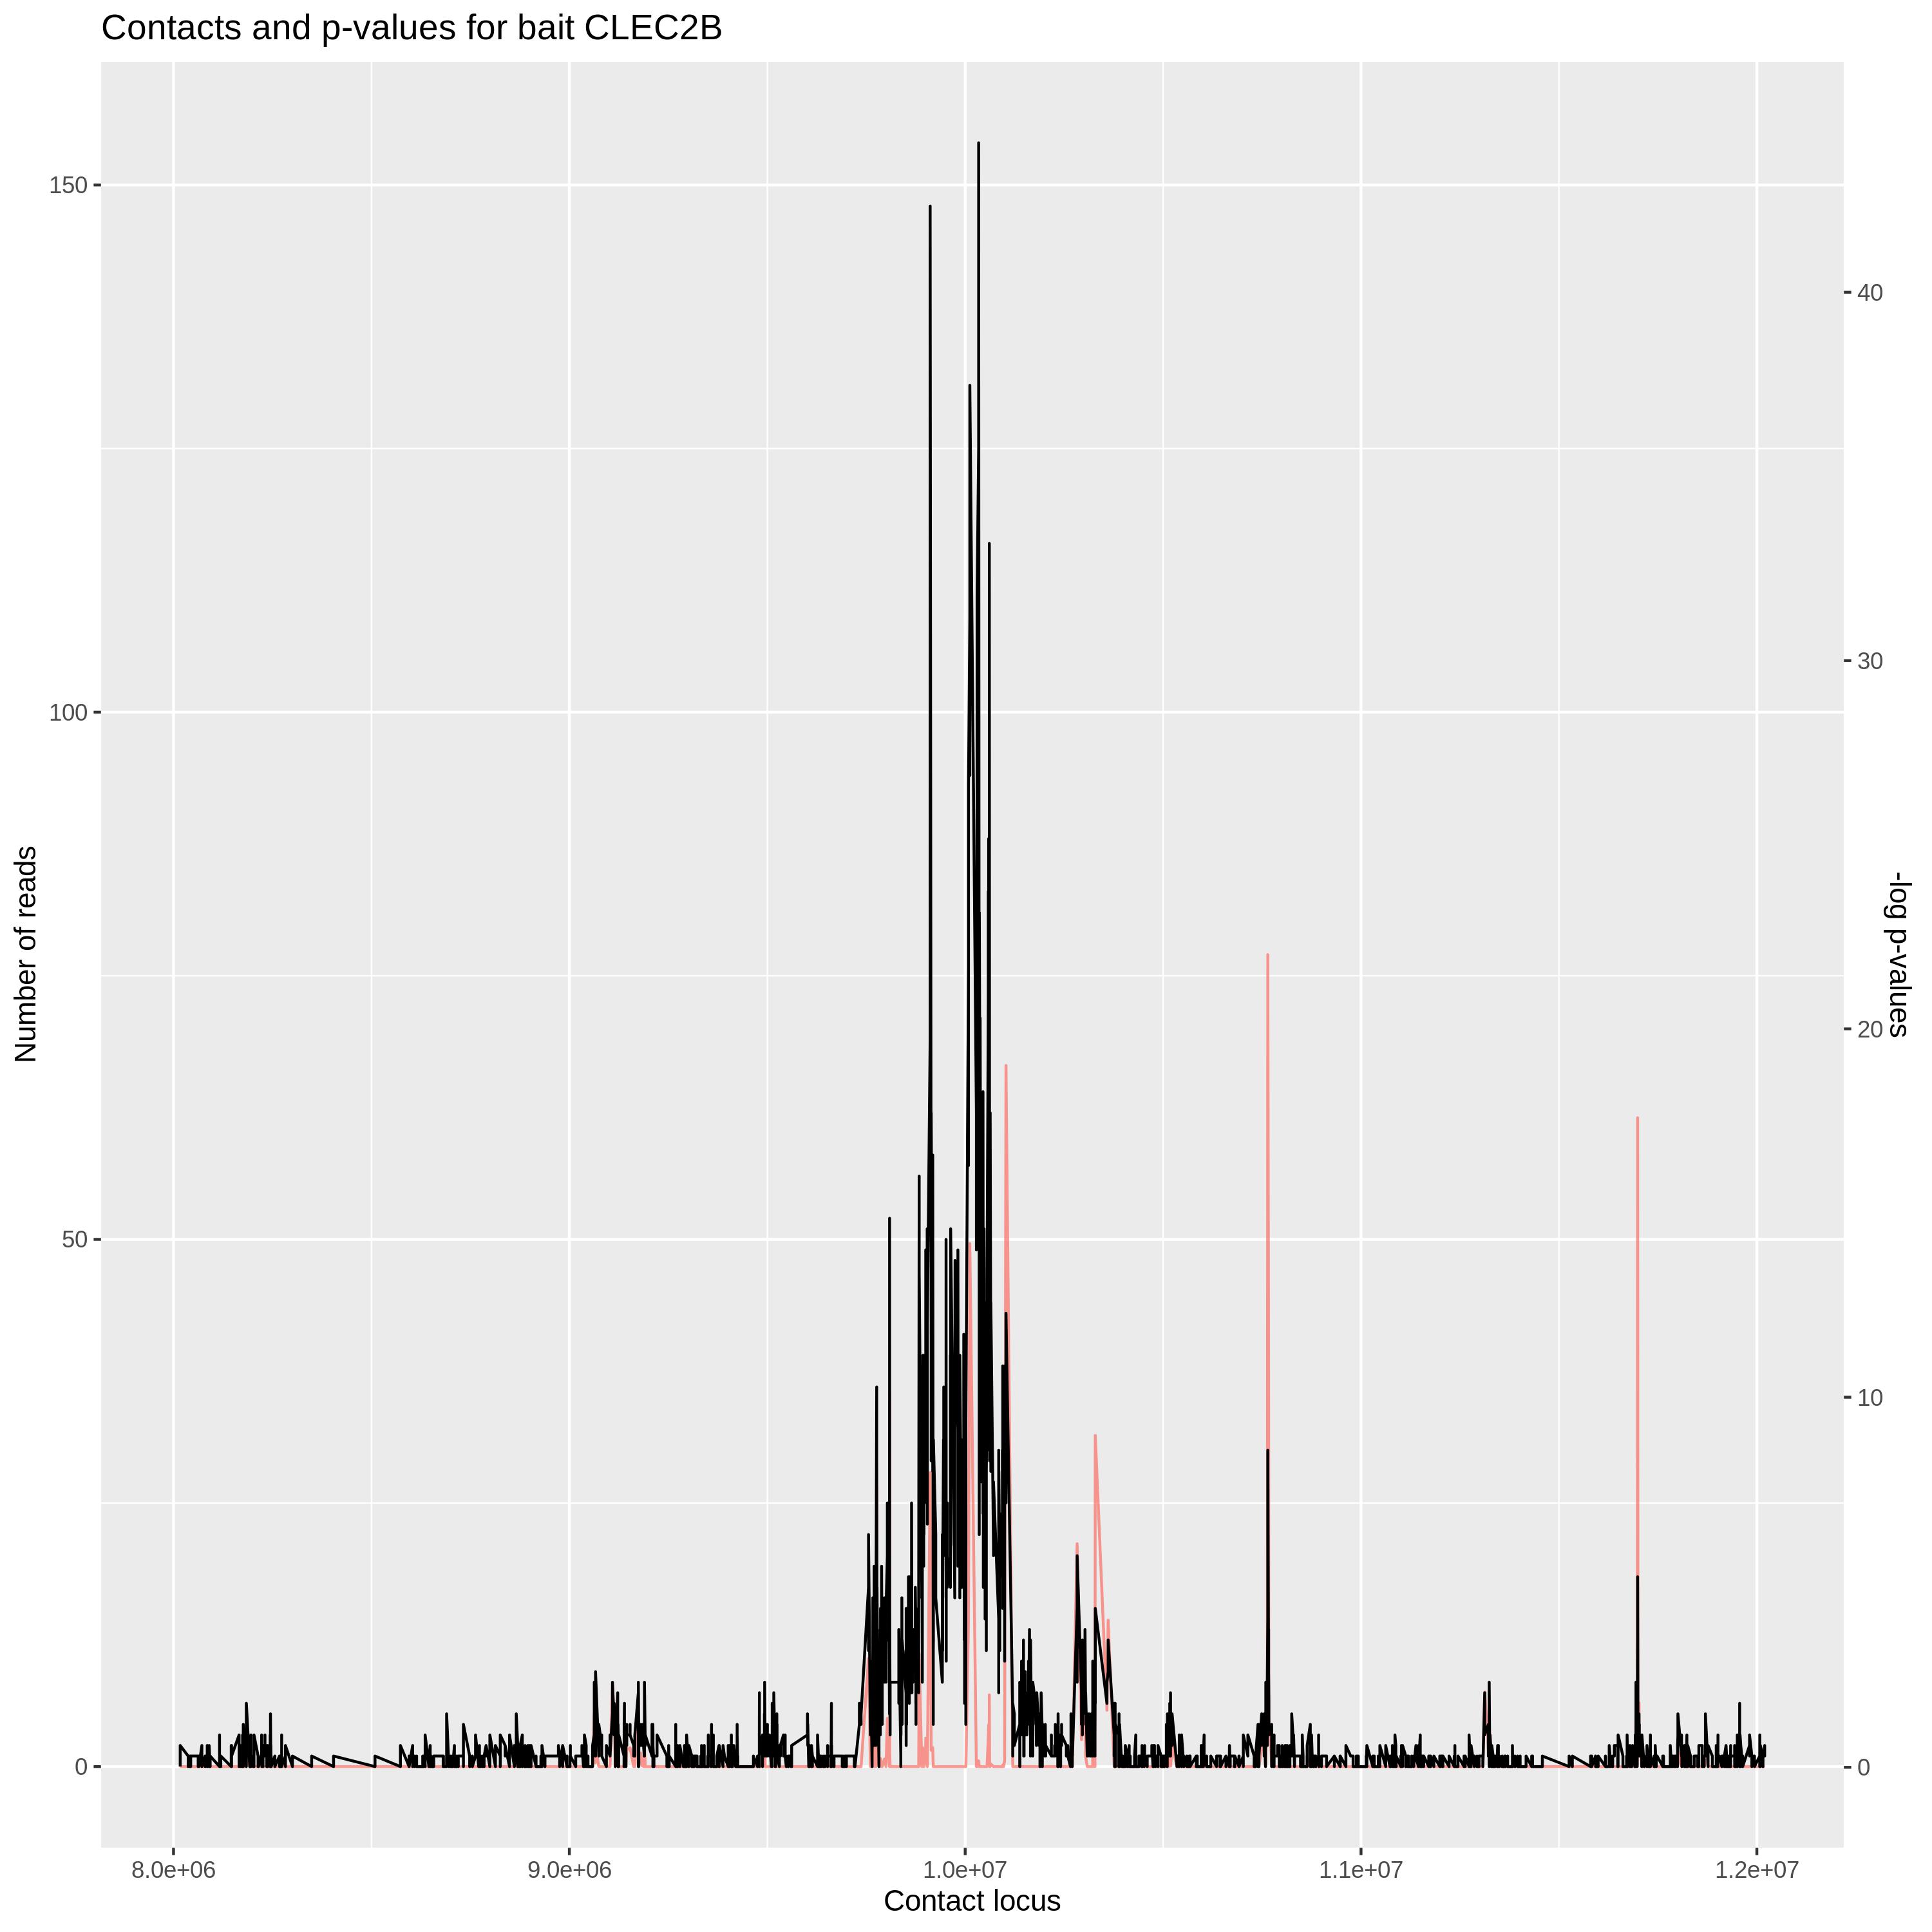 Contacts and p-values for bait CLEC2B
150
100
50
0
Number of reads
40
30
20
10
0
-log p-values
8.0e+06
9.0e+06
1.0e+07
1.1e+07
1.2e+07
Contact locus